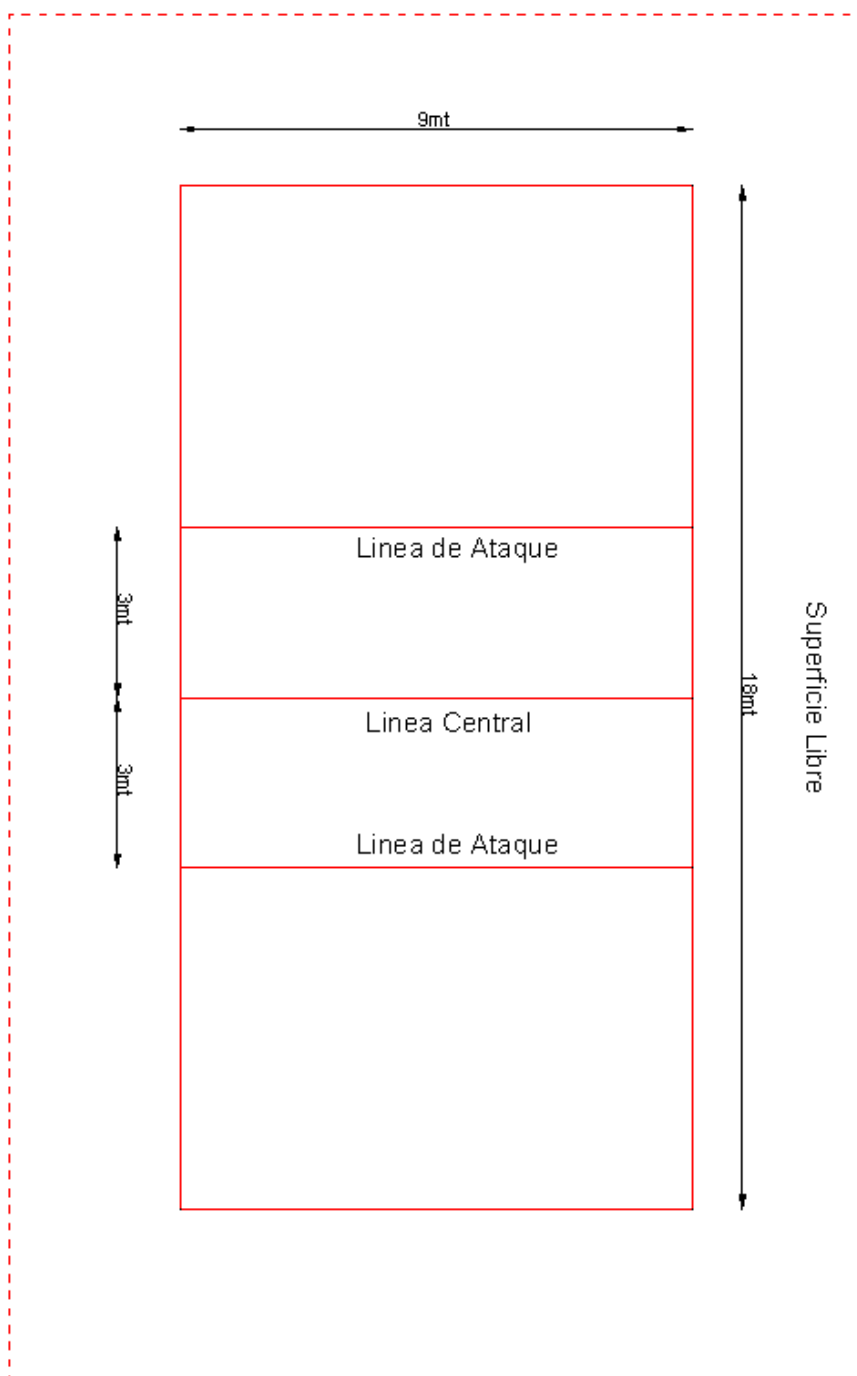 9mt
Linea de Ataque
3mt
Superficie Libre
18mt
Linea Central
3mt
Linea de Ataque